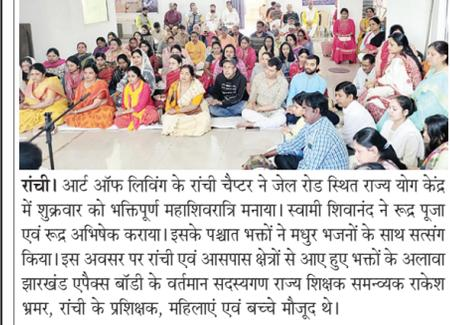 रांची। आर्ट ऑफ लिविंग के रांची चैप्टर ने जेल रोड स्थित राज्य योग केंद्र
में शुक्रवार को भक्तिपूर्ण महाशिवरात्रि मनाया। स्वामी शिवानंद ने रूद्र पूजा
एवं रूद्र अभिषेक कराया। इसके पश्चात भक्तों ने मधुर भजनों के साथ सत्संग
किया। इस अवसर पर रांची एवं आसपास क्षेत्रों से आए हुए भक्तों के अलावा
झारखंड एपैक्स बॉडी के वर्तमान सदस्यगण राज्य शिक्षक समन्व्यक राकेश
भ्रमर, रांची के प्रशिक्षक, महिलाएं एवं बच्चे मौजूद थे।